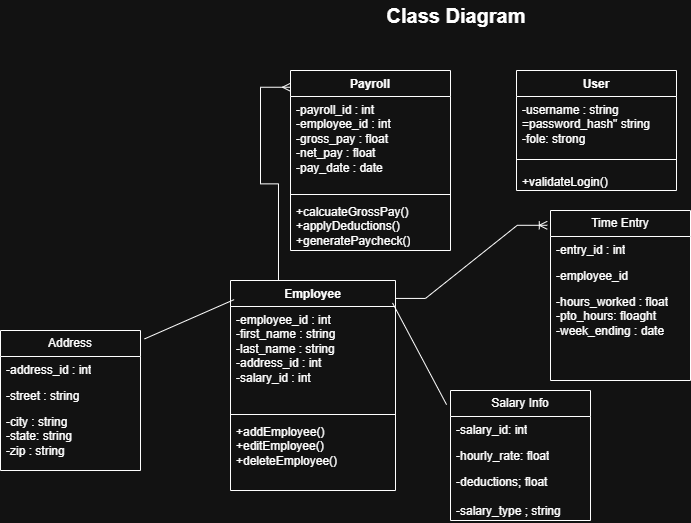 Class Diagram
Payroll
-payroll_id : int
-employee_id : int
-gross_pay : float
-net_pay : float
-pay_date : date
+calcuateGrossPay()
+applyDeductions()
+generatePaycheck()
User
-username : string
=password_hash" string
-fole: strong
+validateLogin()
Time Entry
-entry_id : int
-employee_id
-hours_worked : float
-pto_hours: floaght
-week_ending : date
Employee
-employee_id : int
-first_name : string
-last_name : string
-address_id : int
-salary_id : int
+addEmployee()
+editEmployee()
+deleteEmployee()
Address
-address_id : int
-street : string
-city : string
-state: string
-zip : string
Salary Info
-salary_id: int
-hourly_rate: float
-deductions; float
-salary_type ; string